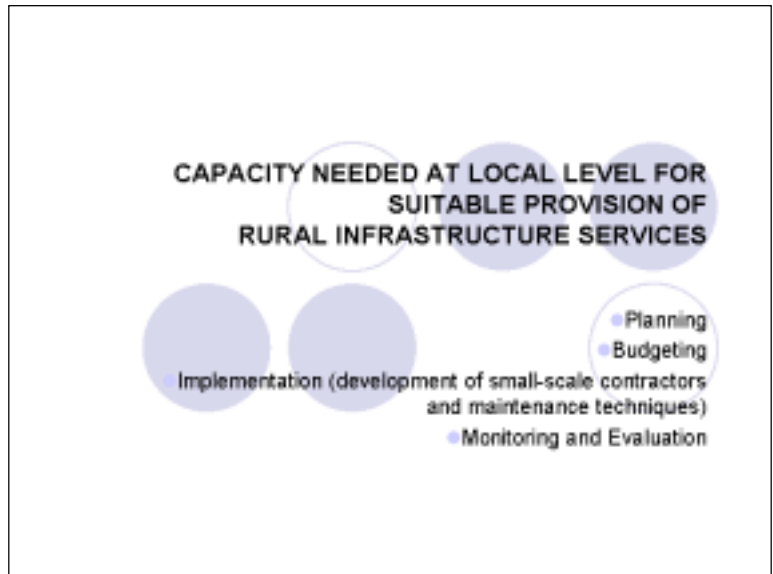 CAPACITY NEEDED AT LOCAL LEVEL FOR
SUITABLE PROVISION OF
RURAL INFRASTRUCTURE SERVICES
Planning
Budgeting
Implementation (development of small-scale contractors
and maintenance techniques)
Monitoring and Evaluation